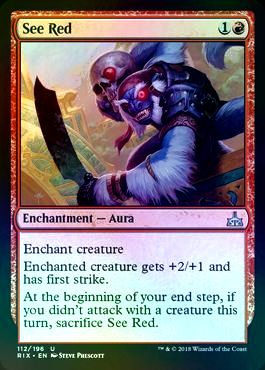 See Red 1
Enchantment — Aura
Enchant creature
Enchanted creature gets +2/+1 and
has first strike.
At the beginning of your end step, if
you didn't attack with a creature this
turn, sacrifice See Red.
112/196 U
RIX • EN Steve Prescott
™ & © 2018 Wizards of the Coast